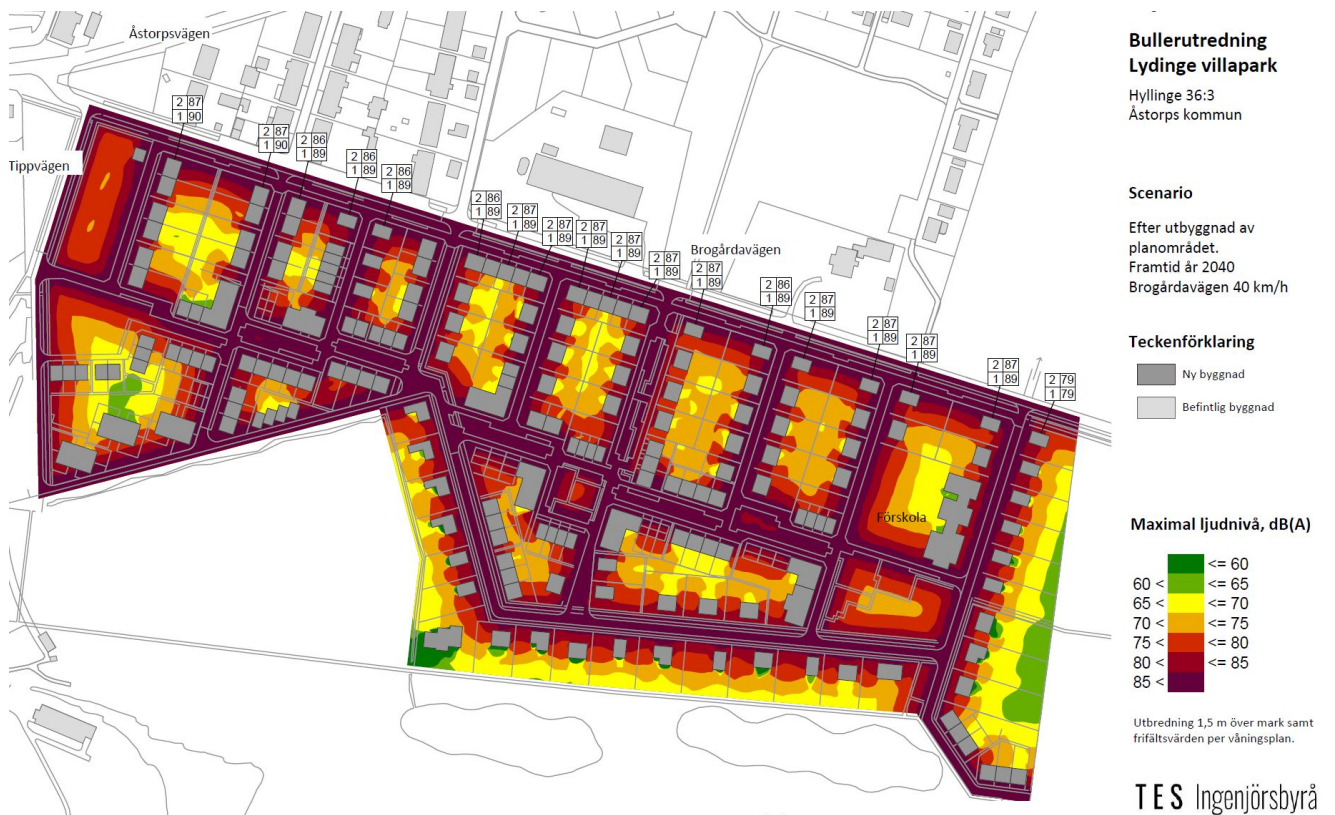 Åstorpsvägen
Tippvägen
2 87
1 90
2 87
1 90
2 86
1 89
2 86
1 89
2 86
1 89
2 86
1 89
2 87
1 89
2 87
1 89
2 87
1 89
2 87
1 89
2 87
1 89
Brogårdavägen
2 87
1 89
2 86
1 89
2 87
1 89
2 87
1 89
2 87
1 89
2 87
1 89
2 79
1 79
Förskola
Bullerutredning
Lydinge villapark
Hyllinge 36:3
Åstorps kommun
Scenario
Efter utbyggnad av
planområdet.
Framtid år 2040
Brogårdavägen 40 km/h
Teckenförklaring
Ny byggnad
Befintlig byggnad
Maximal ljudnivå, dB(A)
<= 60
60 < <= 65
65 < <= 70
70 < <= 75
75 < <= 80
80 < <= 85
85 <
Utbredning 1,5 m över mark samt
frifältsvärden per våningsplan.
TES Ingenjörsbyrå